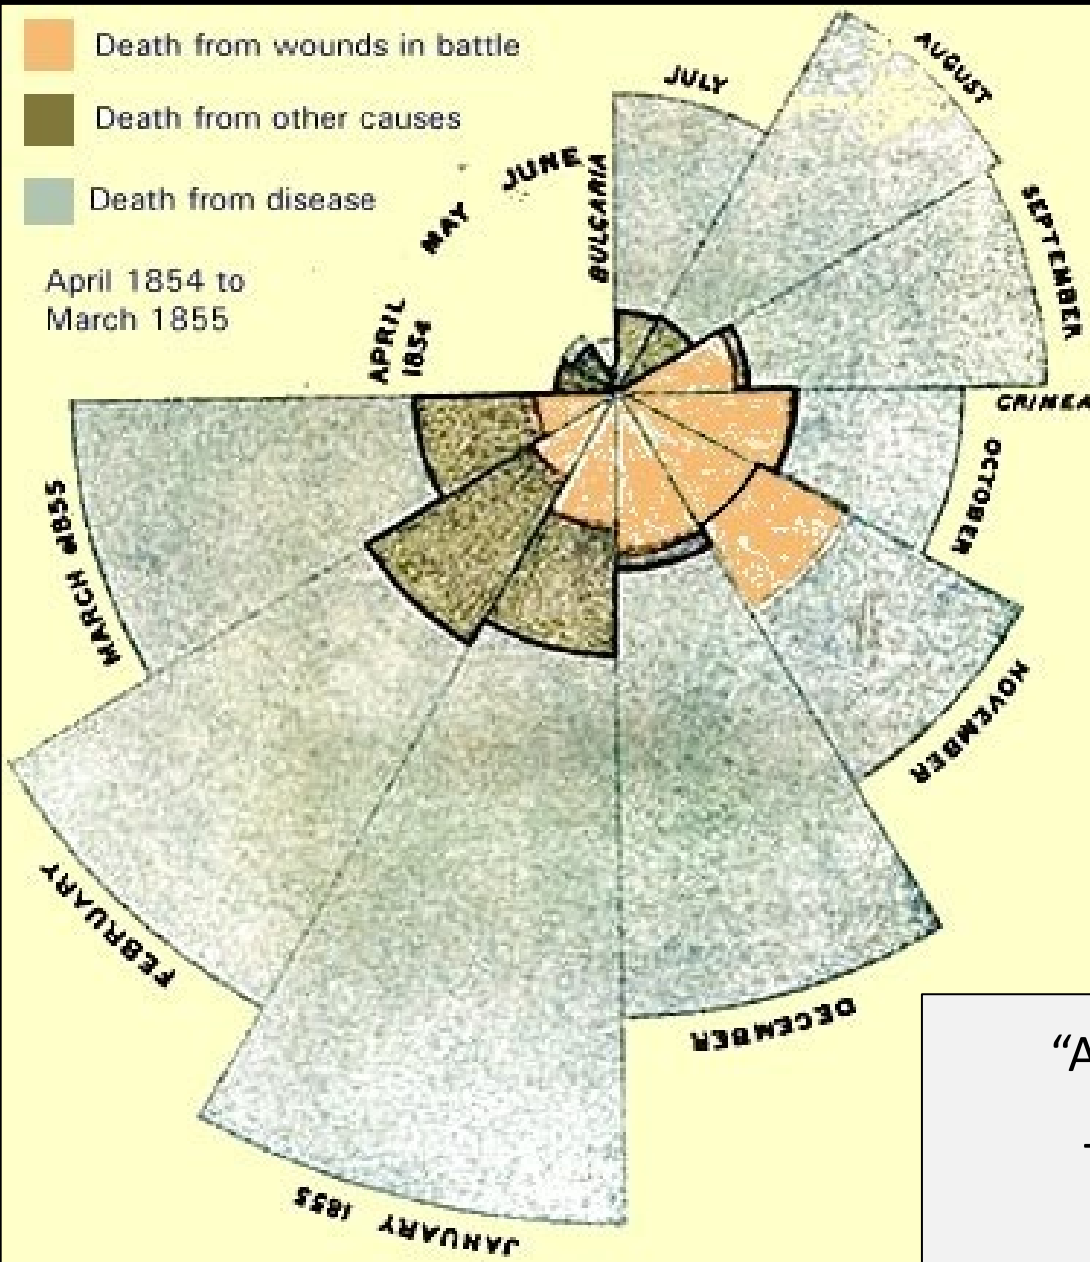 Death from wounds in battle
Death from other causes
Death from disease
April 1854 to
March 1855
APRIL
1854
MAY
JUNE
BULGARIA
JULY
AUGUST
SEPTEMBER
CRIMEA
OCTOBER
NOVEMBER
DECEMBER
JANUARY 1855
FEBRUARY
MARCH 1855
“A